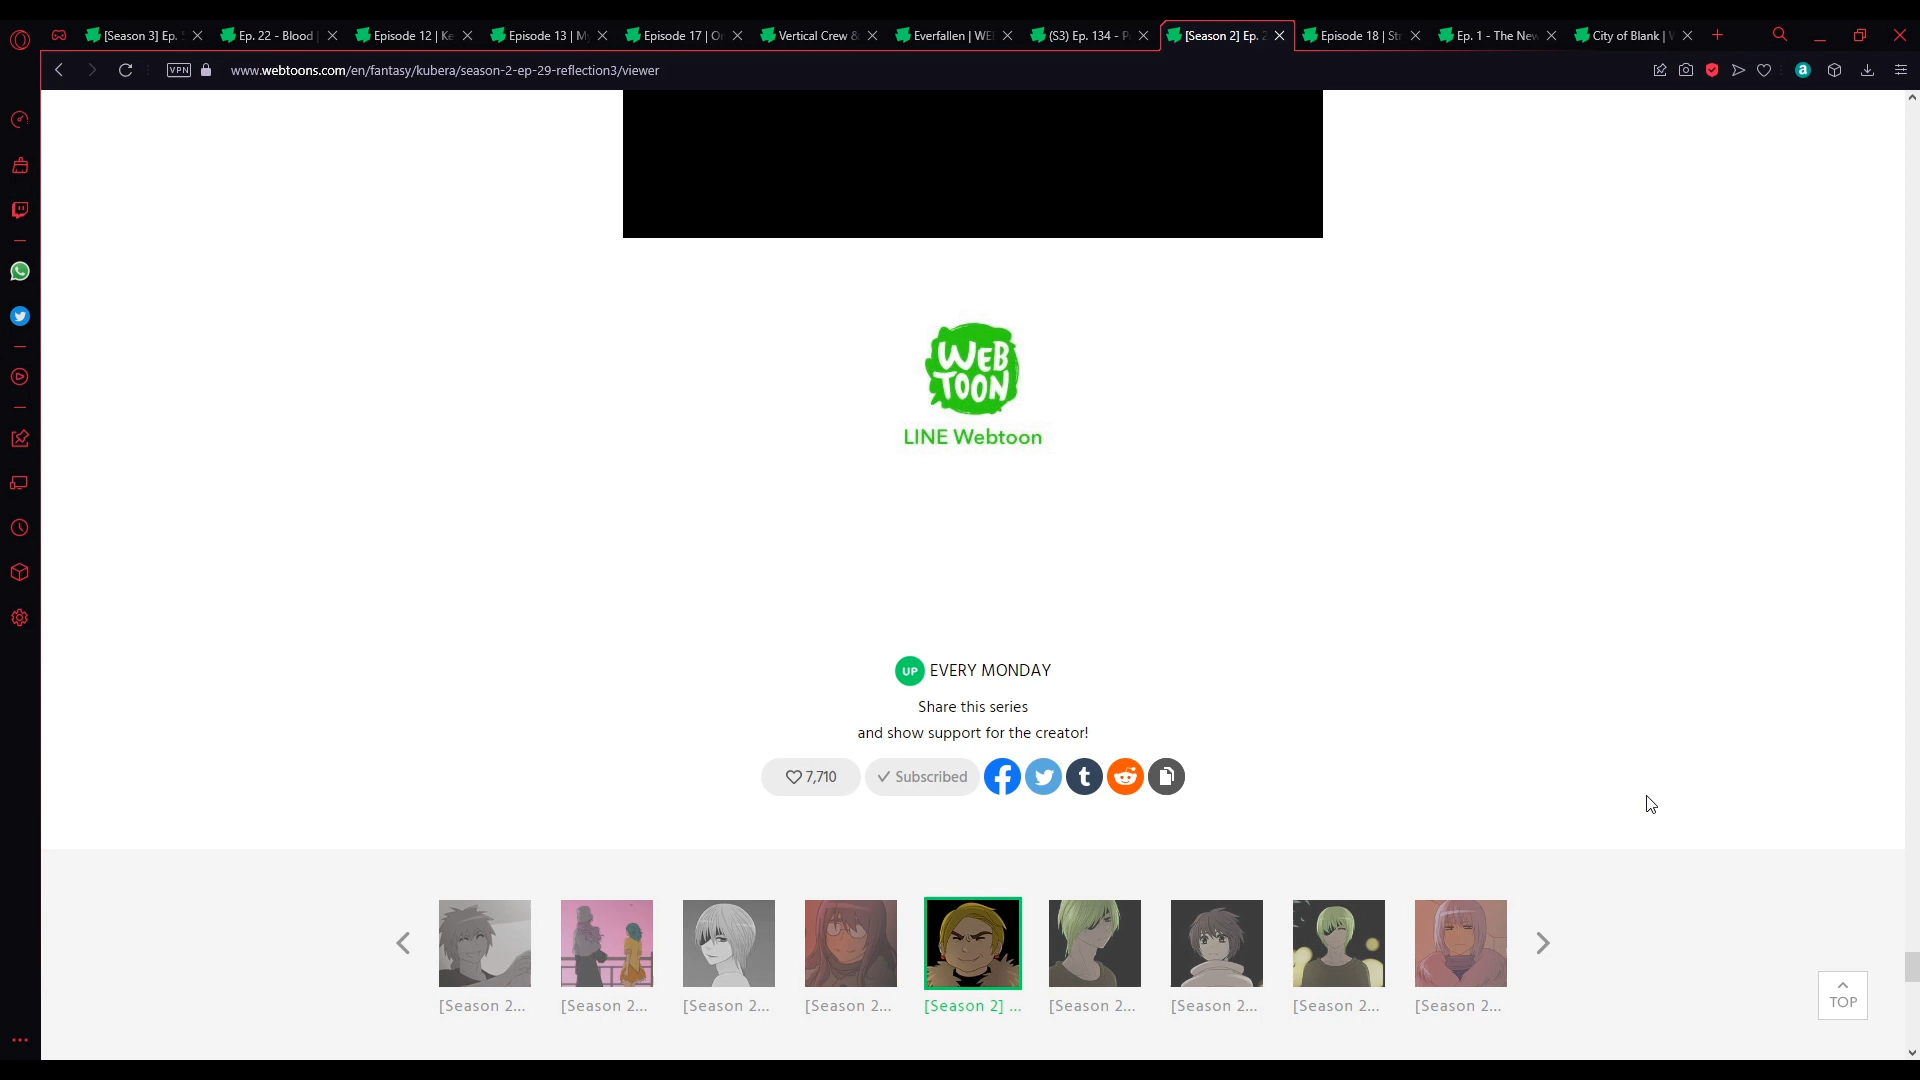 [Season 3] Ep.
Ep. 22 - Blood
Episode 12 | Ke
Episode 13 | M
Episode 17 | Or
Vertical Crew &
Everfallen | WE
(S3) Ep. 134 - P
[Season 2] Ep. 2
Episode 18 | St
Ep. 1 - The New
City of Blank | W
VPN
www.webtoons.com/en/fantasy/kubera/season-2-ep-29-reflection3/viewer
a
WEB
TOON
LINE Webtoon
UP EVERY MONDAY
Share this series
and show support for the creator!
7,710
Subscribed
[Season 2...
[Season 2...
[Season 2...
[Season 2...
[Season 2] ...
[Season 2...
[Season 2...
[Season 2...
[Season 2...
TOP